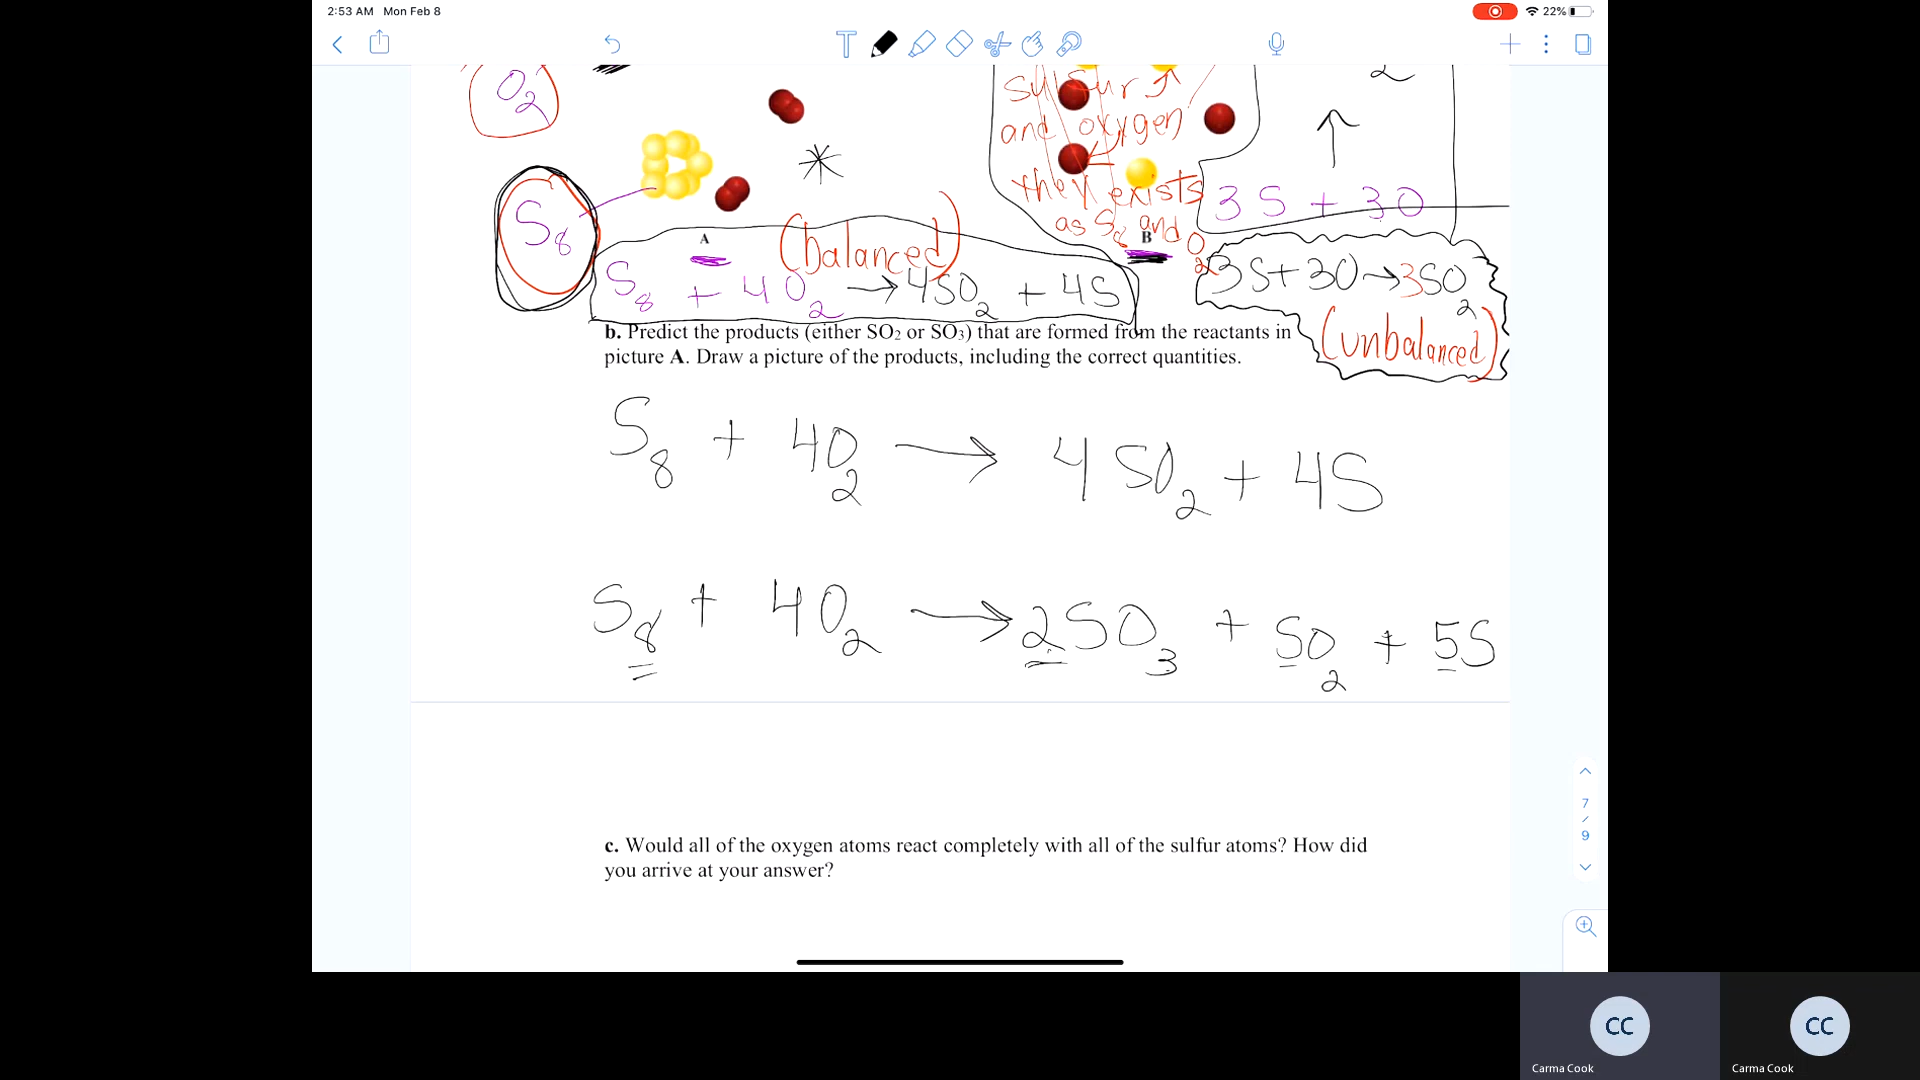 2:53 AM Mon Feb 8
22%
T
O2
2
sulfur
and oxygen
they exists
as S8 and O2
S8
3S + 3O
A
B
(balanced)
S8 + 4O2 → 4SO2 + 4S
3S+3O→3SO2
(unbalanced)
b. Predict the products (either SO2 or SO3) that are formed from the reactants in
picture A. Draw a picture of the products, including the correct quantities.
S8 + 4O2 → 4SO2 + 4S
S8 + 4O2 → 2SO3 + SO2 + 5S
7
/
9
c. Would all of the oxygen atoms react completely with all of the sulfur atoms? How did
you arrive at your answer?
CC
CC
Carma Cook
Carma Cook